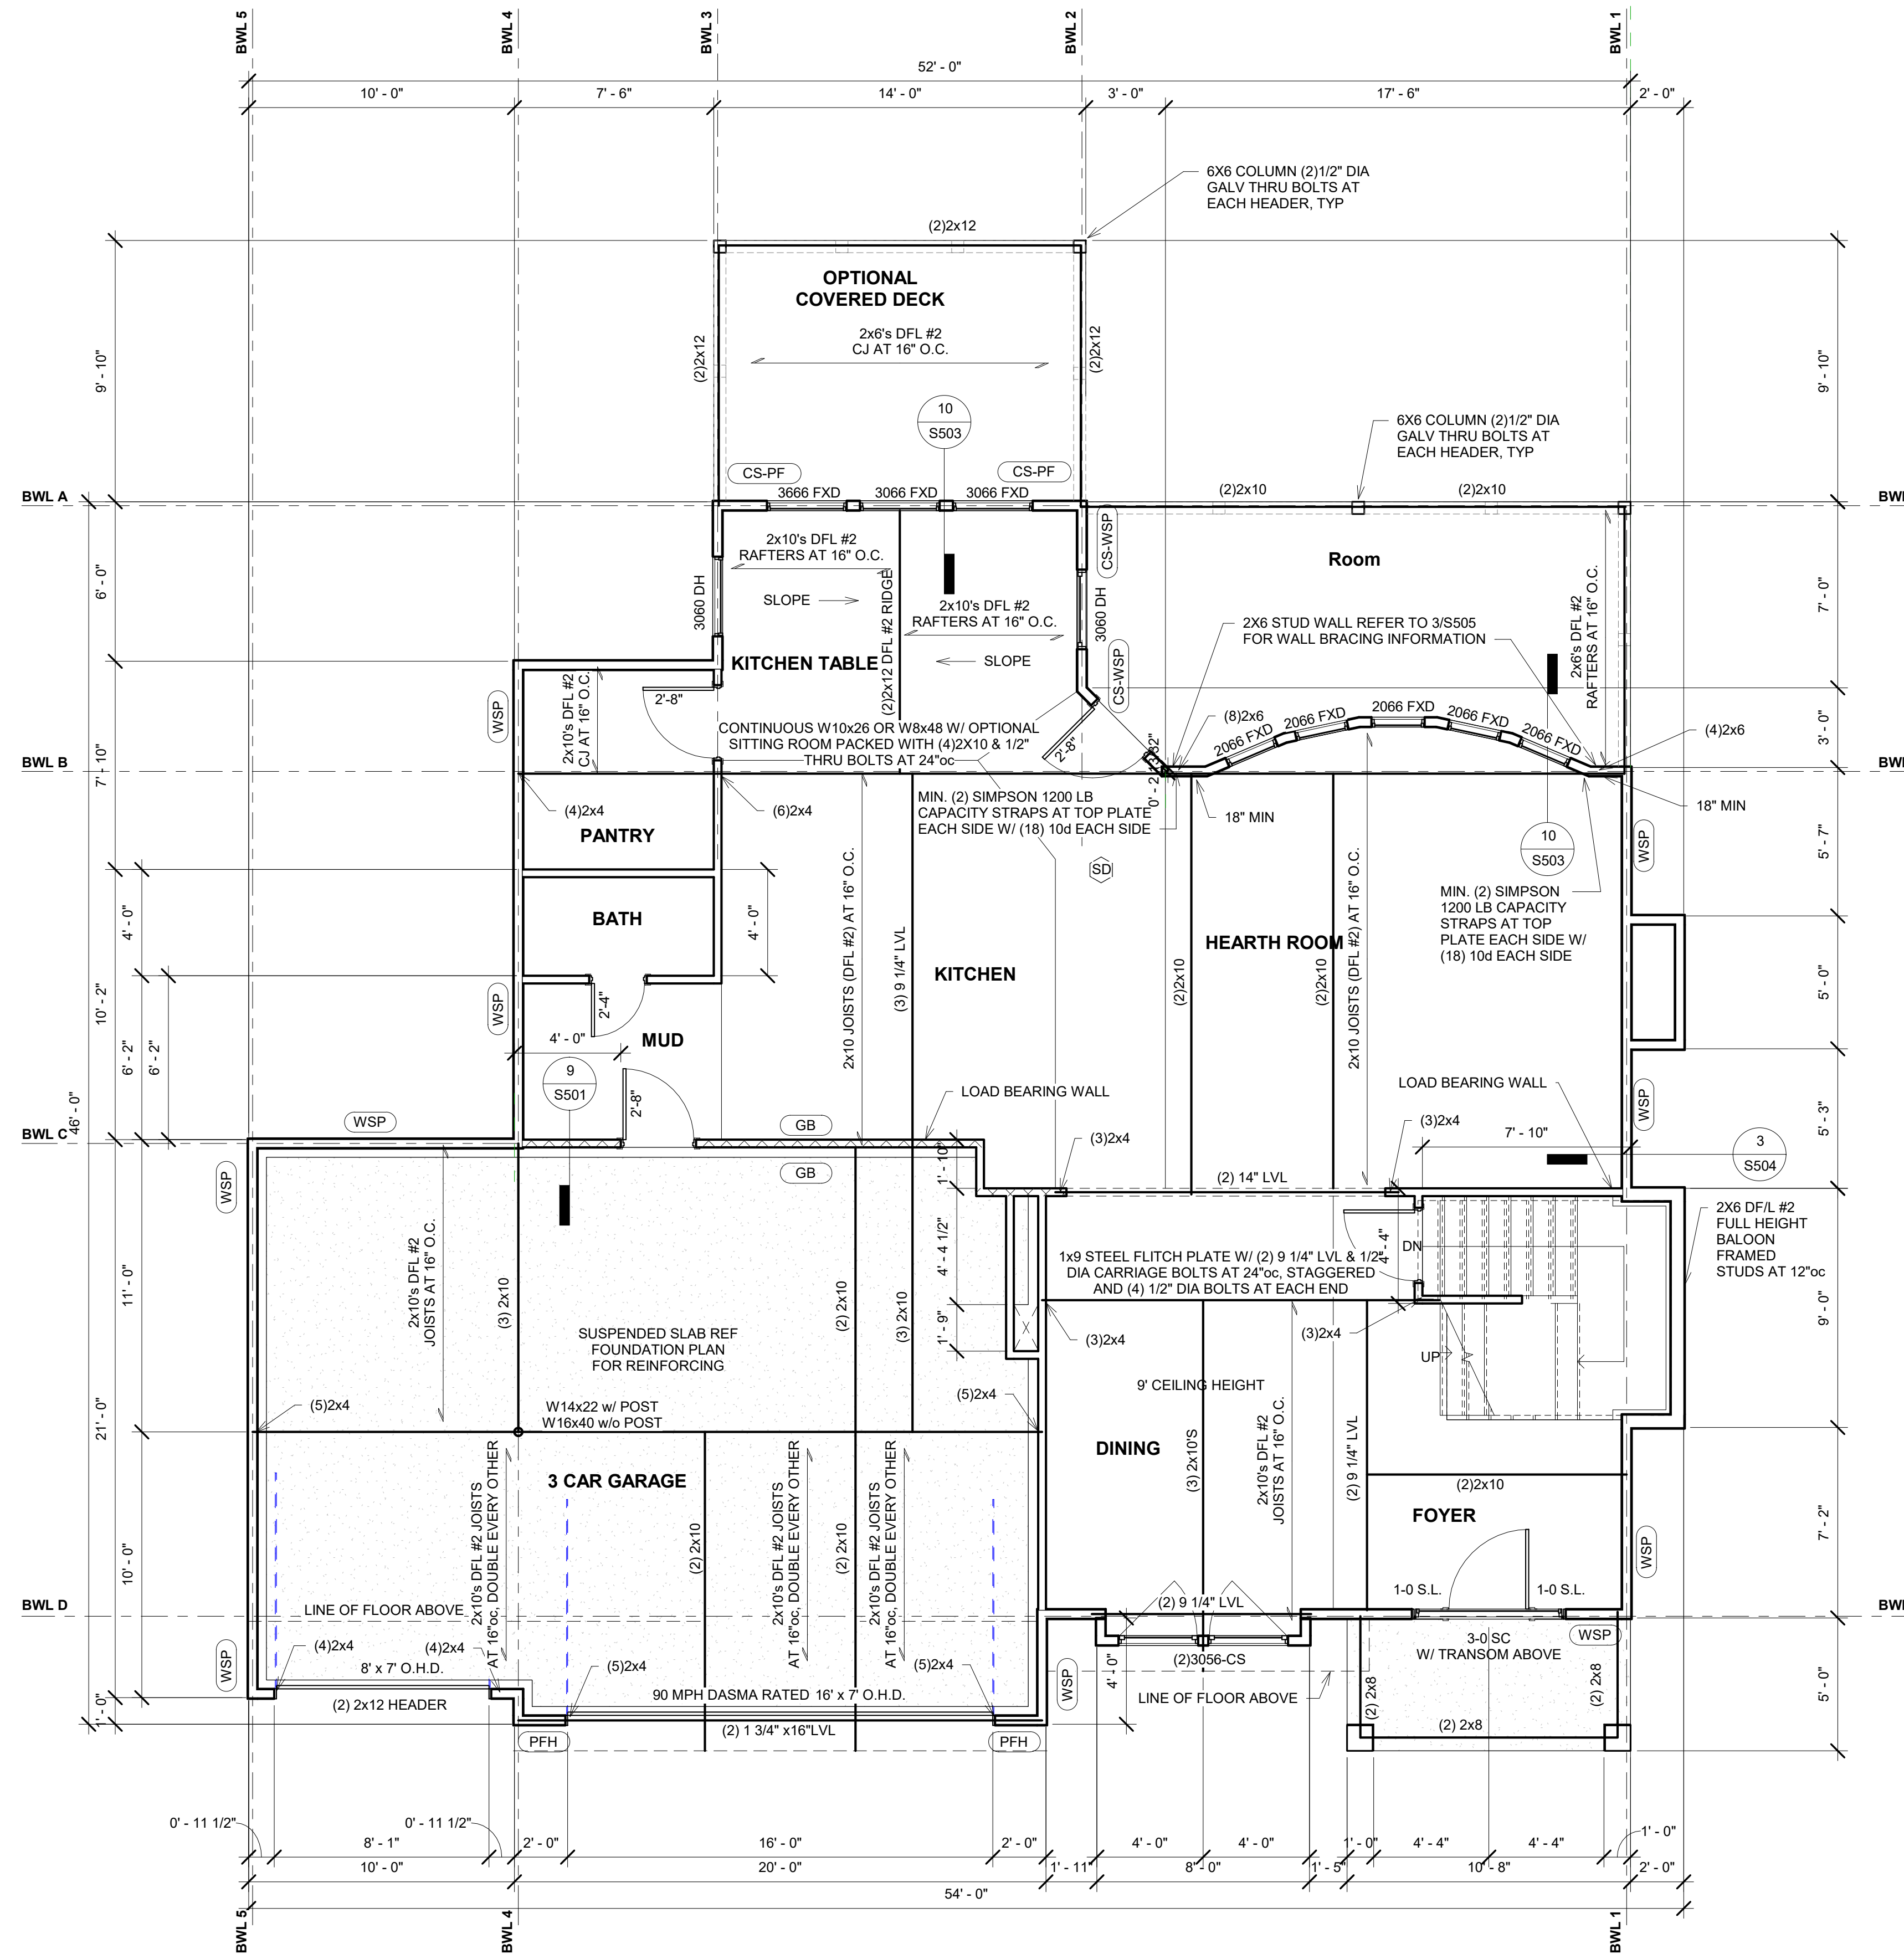 BWL 5
BWL 4
BWL 3
BWL 2
BWL 1
52' - 0"
10' - 0"
7' - 6"
14' - 0"
3' - 0"
17' - 6"
2' - 0"
6X6 COLUMN (2)1/2" DIA
GALV THRU BOLTS AT
EACH HEADER, TYP
(2)2x12
OPTIONAL
COVERED DECK
2x6's DFL #2
CJ AT 16" O.C.
(2)2x12
(2)2x12
9' - 10"
9' - 10"
10
S503
6X6 COLUMN (2)1/2" DIA
GALV THRU BOLTS AT
EACH HEADER, TYP
CS-PF
CS-PF
BWL A
3666 FXD
3066 FXD
3066 FXD
(2)2x10
(2)2x10
BWL
CS-WSP
2x10's DFL #2
RAFTERS AT 16" O.C.
Room
6' - 0"
3060 DH
SLOPE
(2)2x12 DFL #2 RIDGE
2x10's DFL #2
RAFTERS AT 16" O.C.
3060 DH
2X6 STUD WALL REFER TO 3/S505
FOR WALL BRACING INFORMATION
2x6's DFL #2
RAFTERS AT 16" O.C.
7' - 0"
KITCHEN TABLE
SLOPE
CS-WSP
WSP
2x10's DFL #2
CJ AT 16" O.C.
2'-8"
CONTINUOUS W10x26 OR W8x48 W/ OPTIONAL
SITTING ROOM PACKED WITH (4)2X10 & 1/2"
THRU BOLTS AT 24"oc
2'-8"
(8)2x6
2066 FXD
2066 FXD
2066 FXD
2066 FXD
2066 FXD
(4)2x6
3' - 0"
BWL B
BWL
7' - 10"
(4)2x4
(6)2x4
MIN. (2) SIMPSON 1200 LB
CAPACITY STRAPS AT TOP PLATE
EACH SIDE W/ (18) 10d EACH SIDE
18" MIN
18" MIN
PANTRY
10
S503
WSP
5' - 7"
SD
4' - 0"
BATH
4' - 0"
2x10 JOISTS (DFL #2) AT 16" O.C.
(3) 9 1/4" LVL
KITCHEN
(2)2x10
HEARTH ROOM
(2)2x10
2x10 JOISTS (DFL #2) AT 16" O.C.
MIN. (2) SIMPSON
1200 LB CAPACITY
STRAPS AT TOP
PLATE EACH SIDE W/
(18) 10d EACH SIDE
5' - 0"
10' - 2"
6' - 2"
6' - 2"
46' - 0"
WSP
2'-4"
4' - 0"
MUD
9
S501
2'-8"
LOAD BEARING WALL
LOAD BEARING WALL
WSP
5' - 3"
BWL C
WSP
GB
GB
(3)2x4
(3)2x4
7' - 10"
3
S504
WSP
1' - 10"
(2) 14" LVL
2X6 DF/L #2
FULL HEIGHT
BALOON
FRAMED
STUDS AT 12"oc
11' - 0"
2x10's DFL #2
JOISTS AT 16" O.C.
(3) 2x10
SUSPENDED SLAB REF
FOUNDATION PLAN
FOR REINFORCING
(2) 2x10
(3) 2x10
4' - 4 1/2"
1' - 9"
1x9 STEEL FLITCH PLATE W/ (2) 9 1/4" LVL & 1/2"
DIA CARRIAGE BOLTS AT 24"oc, STAGGERED
AND (4) 1/2" DIA BOLTS AT EACH END
4' - 4"
DN
(3)2x4
(3)2x4
UP
9' - 0"
9' CEILING HEIGHT
21' - 0"
(5)2x4
W14x22 w/ POST
W16x40 w/o POST
(5)2x4
DINING
(3) 2x10'S
2x10's DFL #2
JOISTS AT 16" O.C.
(2) 9 1/4" LVL
3 CAR GARAGE
2x10's DFL #2 JOISTS
AT 16"oc, DOUBLE EVERY OTHER
(2) 2x10
2x10's DFL #2 JOISTS
AT 16"oc, DOUBLE EVERY OTHER
(2) 2x10
2x10's DFL #2 JOISTS
AT 16"oc, DOUBLE EVERY OTHER
(2)2x10
FOYER
10' - 0"
7' - 2"
WSP
1-0 S.L.
1-0 S.L.
BWL D
LINE OF FLOOR ABOVE
(2) 9 1/4" LVL
BWL
WSP
(4)2x4
(4)2x4
8' x 7' O.H.D.
(5)2x4
(5)2x4
WSP
4' - 0"
(2)3056-CS
3-0 SC
W/ TRANSOM ABOVE
WSP
LINE OF FLOOR ABOVE
(2) 2x8
(2) 2x8
(2) 2x8
5' - 0"
1' - 0"
(2) 2x12 HEADER
90 MPH DASMA RATED 16' x 7' O.H.D.
(2) 1 3/4" x16"LVL
PFH
PFH
0' - 11 1/2"
0' - 11 1/2"
8' - 1"
2' - 0"
16' - 0"
2' - 0"
4' - 0"
4' - 0"
1' - 0"
4' - 4"
4' - 4"
1' - 0"
10' - 0"
20' - 0"
1' - 11"
8' - 0"
1' - 5"
10' - 8"
2' - 0"
54' - 0"
BWL 5
BWL 4
BWL 1